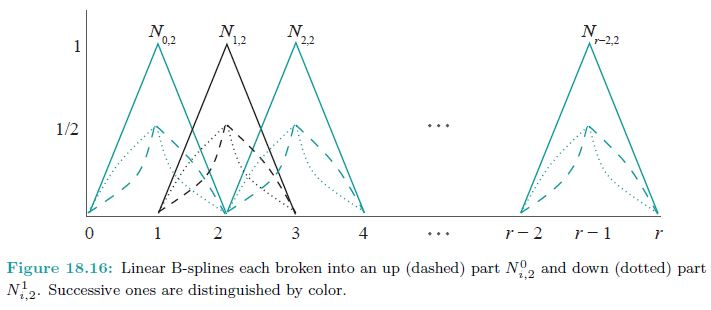 N0,2 N1,2 N2,2 Nr−2,2
1
1/2
...
0 1 2 3 4 ... r − 2 r − 1 r
Figure 18.16: Linear B-splines each broken into an up (dashed) part N⁰i,2 and down (dotted) part
N¹i,2. Successive ones are distinguished by color.